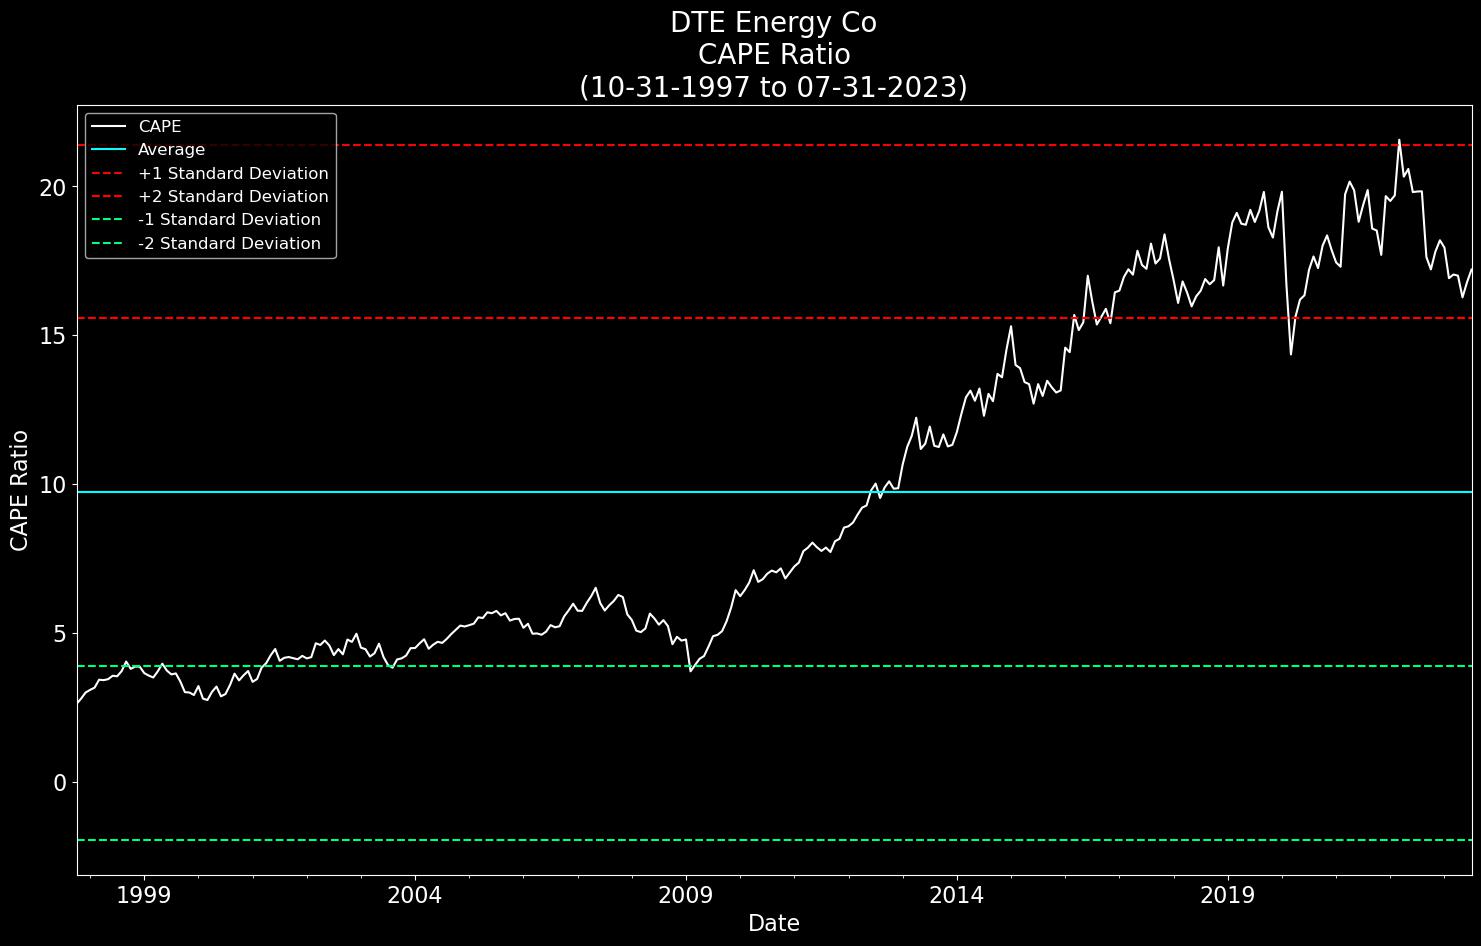 DTE Energy Co
CAPE Ratio
(10-31-1997 to 07-31-2023)
CAPE
Average
+1 Standard Deviation
+2 Standard Deviation
-1 Standard Deviation
-2 Standard Deviation
CAPE Ratio
20
15
10
5
0
1999 2004 2009 2014 2019
Date